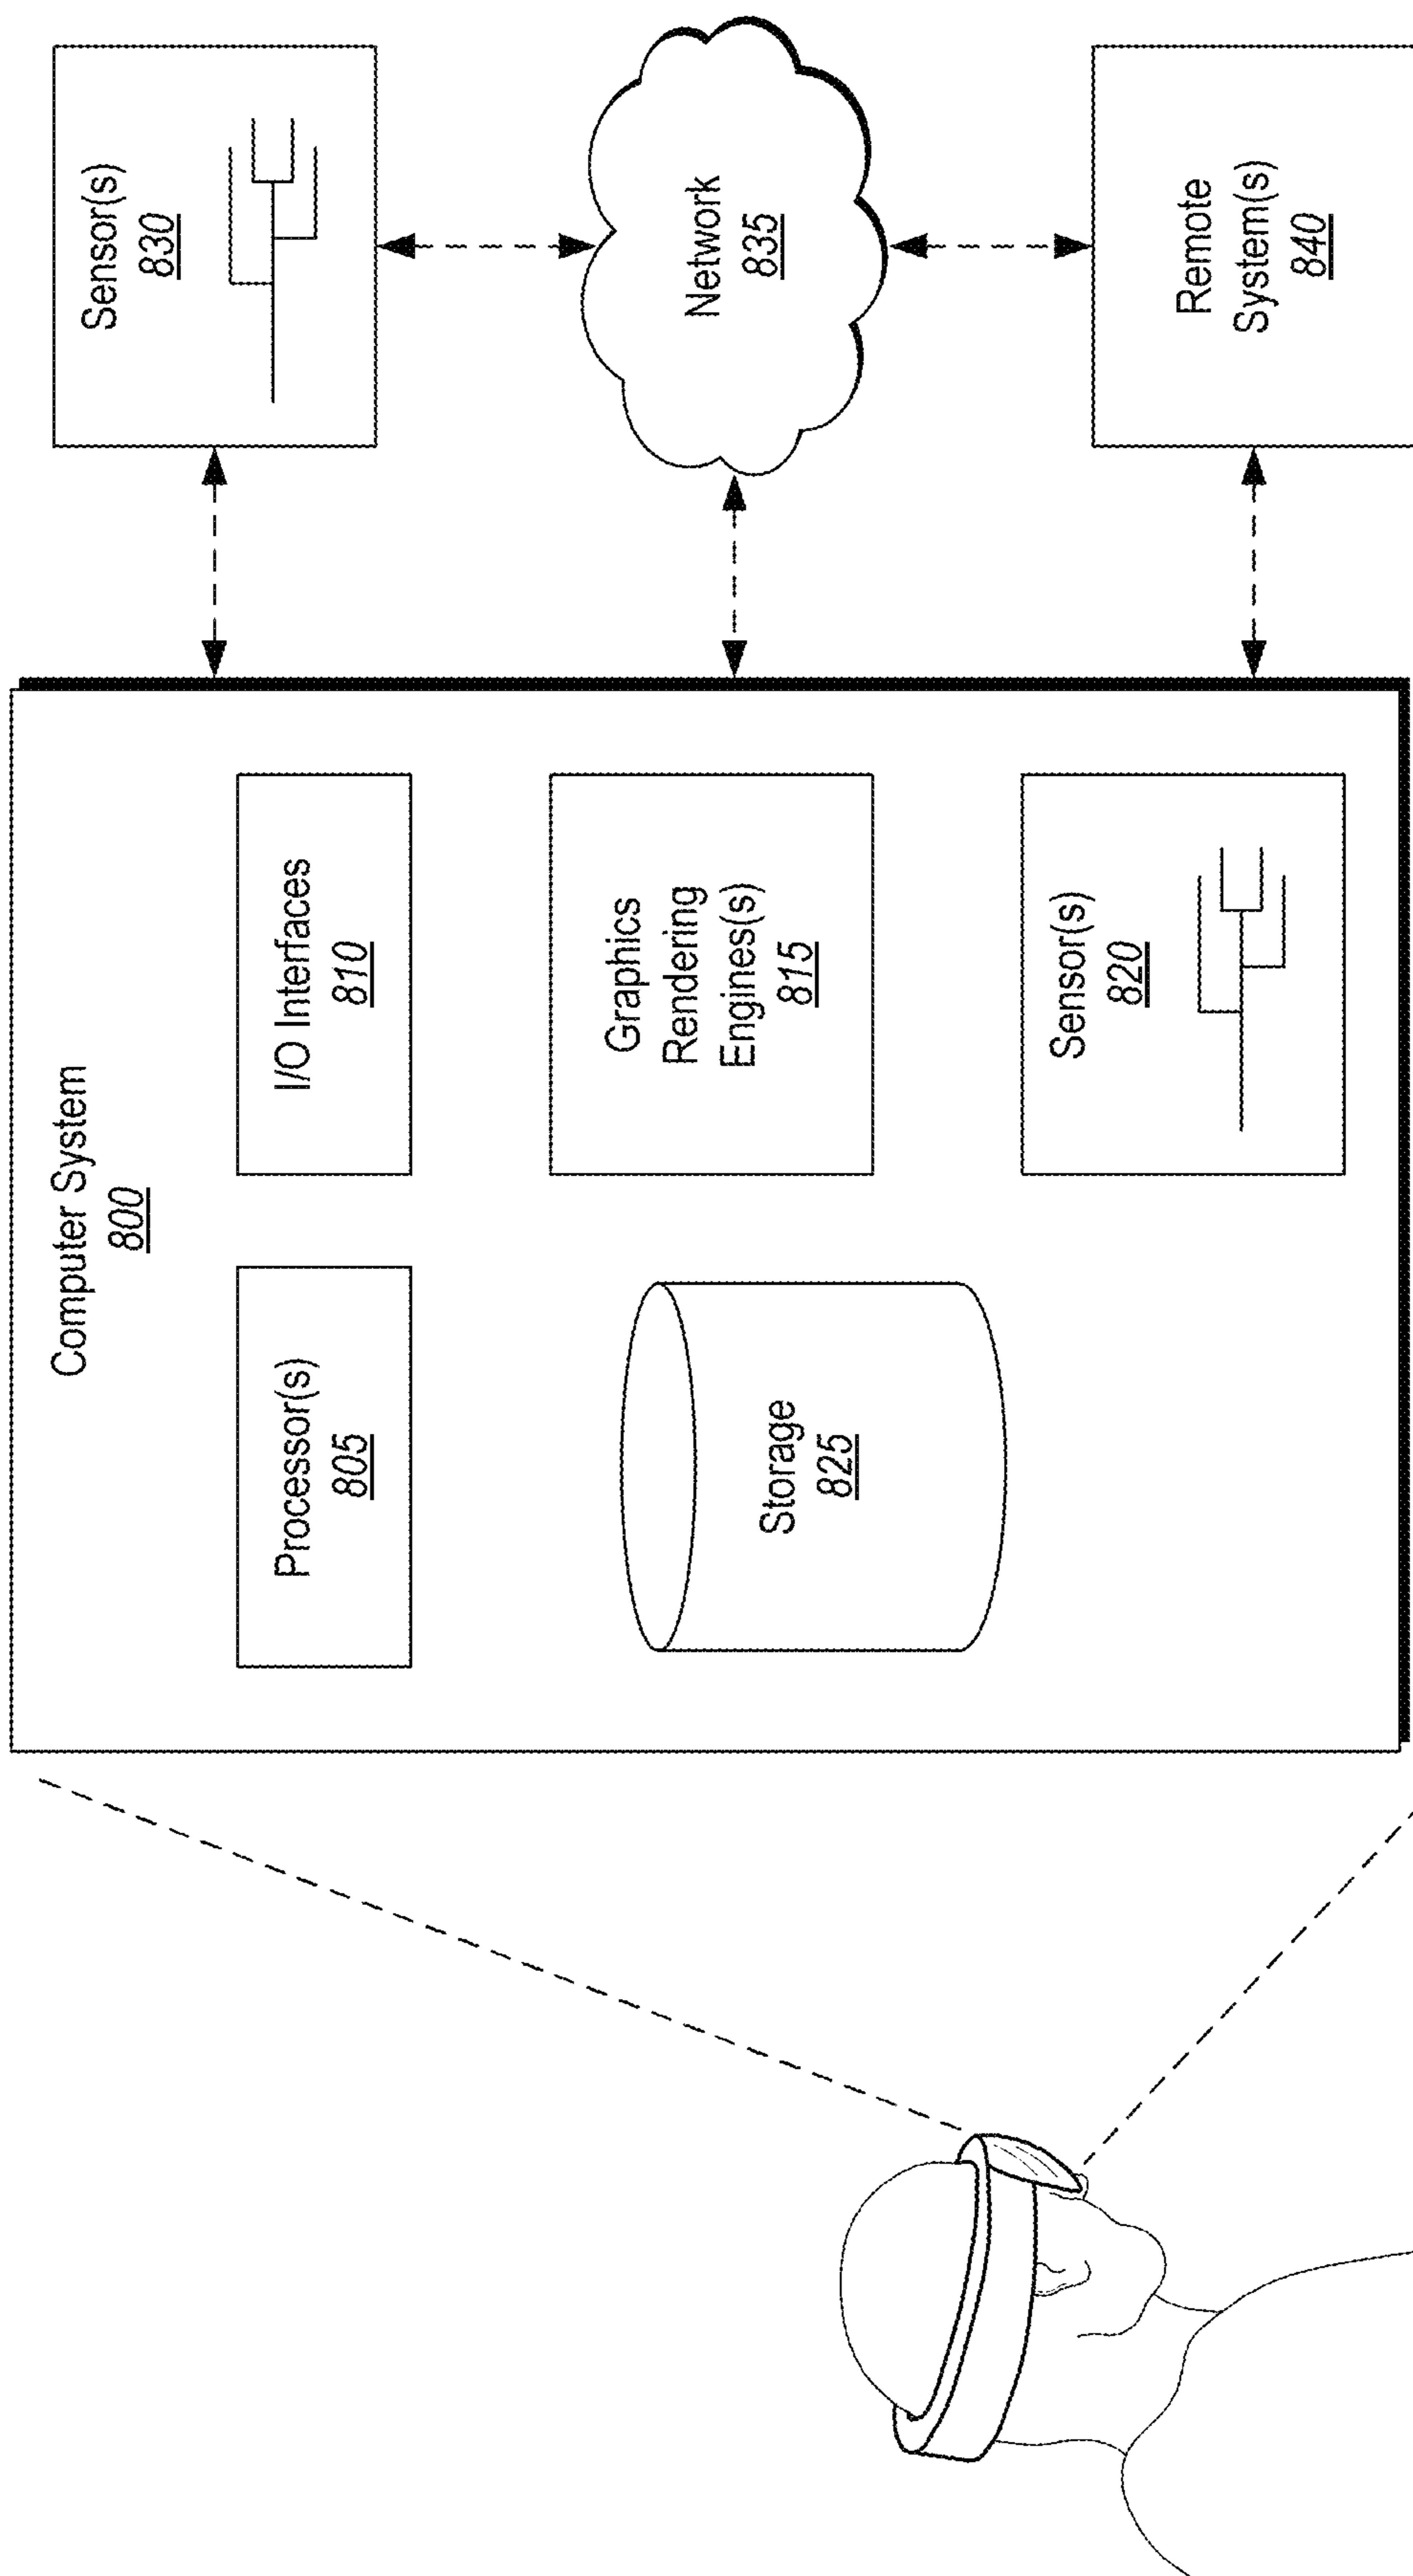 Computer System
800
Processor(s)
805
I/O Interfaces
810
Storage
825
Graphics
Rendering
Engines(s)
815
Sensor(s)
820
Sensor(s)
830
Network
835
Remote
System(s)
840